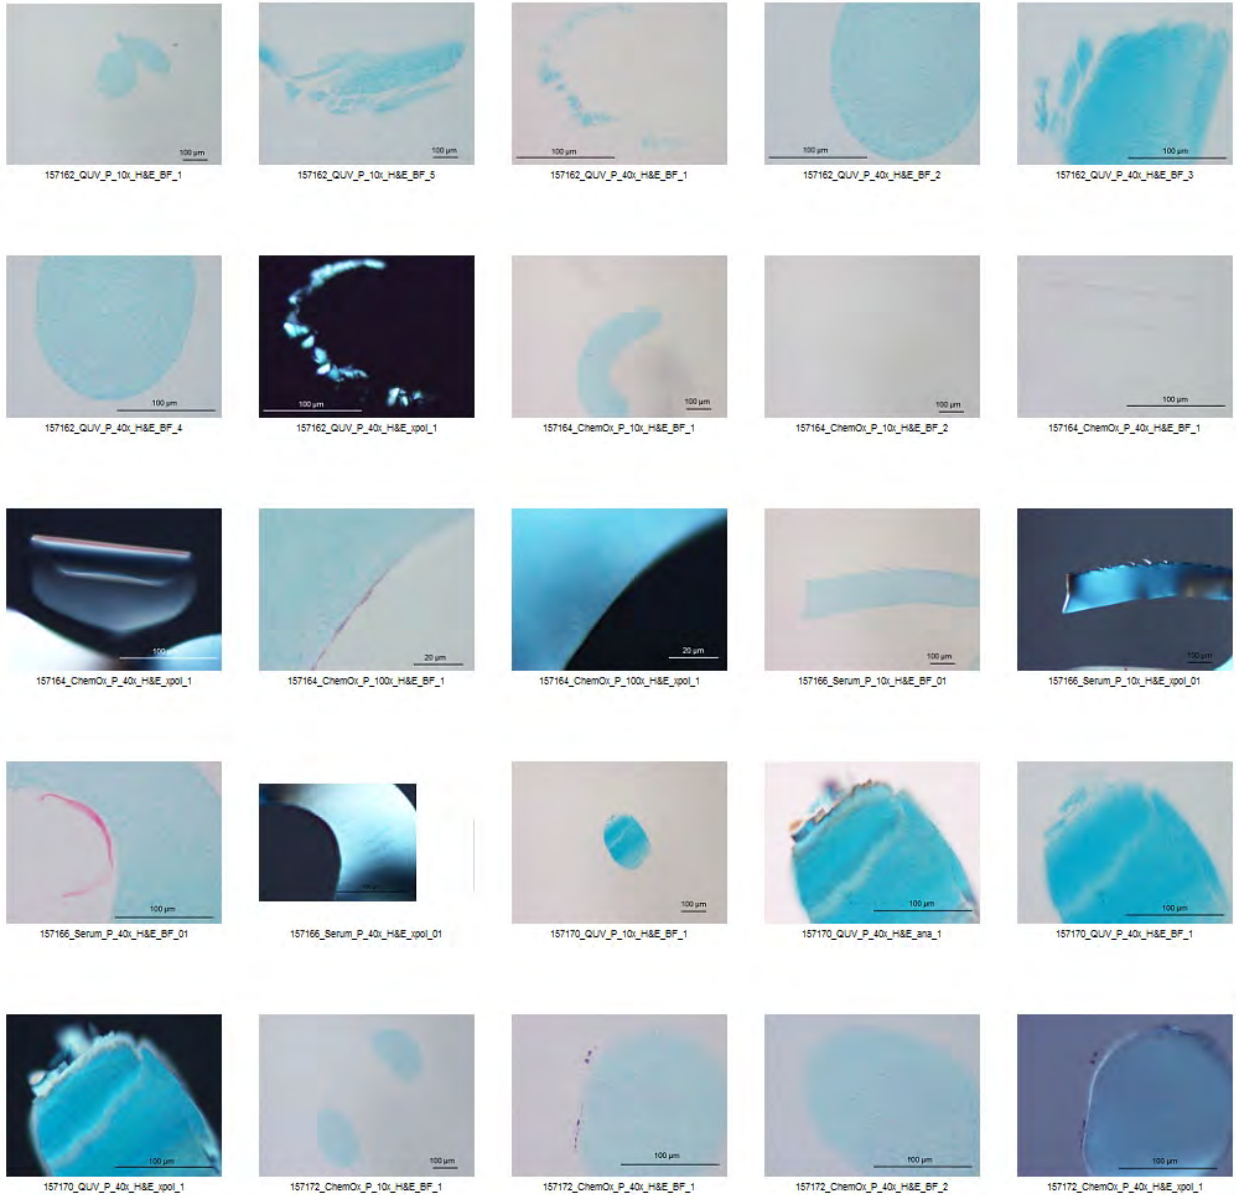 100 µm
100 µm
100 µm
100 µm
100 µm
157162_QUV_P_10x_H&E_BF_1
157162_QUV_P_10x_H&E_BF_5
157162_QUV_P_40x_H&E_BF_1
157162_QUV_P_40x_H&E_BF_2
157162_QUV_P_40x_H&E_BF_3
100 µm
100 µm
100 µm
100 µm
100 µm
157162_QUV_P_40x_H&E_BF_4
157162_QUV_P_40x_H&E_xpol_1
157164_ChemOx_P_10x_H&E_BF_1
157164_ChemOx_P_10x_H&E_BF_2
157164_ChemOx_P_40x_H&E_BF_1
100 µm
20 µm
20 µm
100 µm
100 µm
157164_ChemOx_P_40x_H&E_xpol_1
157164_ChemOx_P_100x_H&E_BF_1
157164_ChemOx_P_100x_H&E_xpol_1
157166_Serum_P_10x_H&E_BF_01
157166_Serum_P_10x_H&E_xpol_01
100 µm
100 µm
100 µm
100 µm
157166_Serum_P_40x_H&E_BF_01
157166_Serum_P_40x_H&E_xpol_01
157170_QUV_P_10x_H&E_BF_1
157170_QUV_P_40x_H&E_ana_1
157170_QUV_P_40x_H&E_BF_1
100 µm
100 µm
100 µm
100 µm
100 µm
157170_QUV_P_40x_H&E_xpol_1
157172_ChemOx_P_10x_H&E_BF_1
157172_ChemOx_P_40x_H&E_BF_1
157172_ChemOx_P_40x_H&E_BF_2
157172_ChemOx_P_40x_H&E_xpol_1